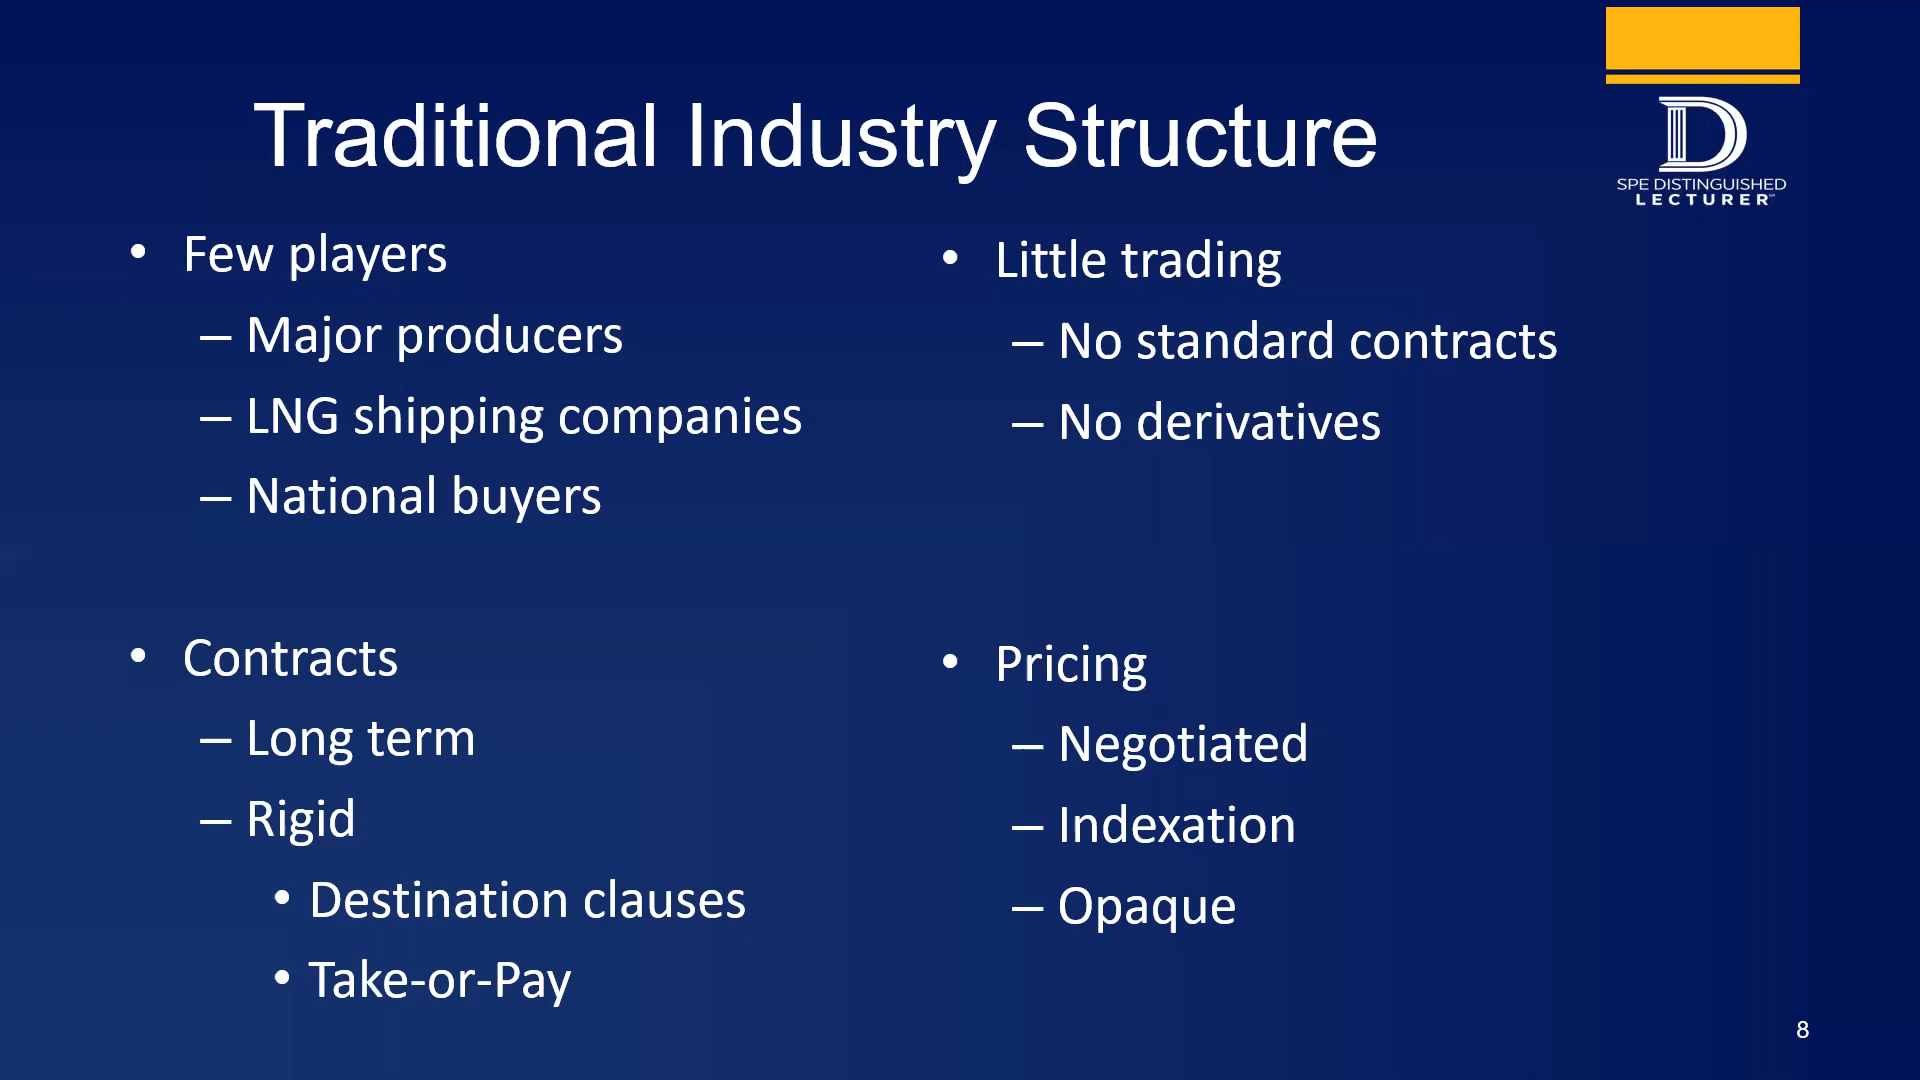 Traditional Industry Structure
SPE DISTINGUISHED
LECTURER™
• Few players
– Major producers
– LNG shipping companies
– National buyers
• Contracts
– Long term
– Rigid
• Destination clauses
• Take-or-Pay
• Little trading
– No standard contracts
– No derivatives
• Pricing
– Negotiated
– Indexation
– Opaque
8